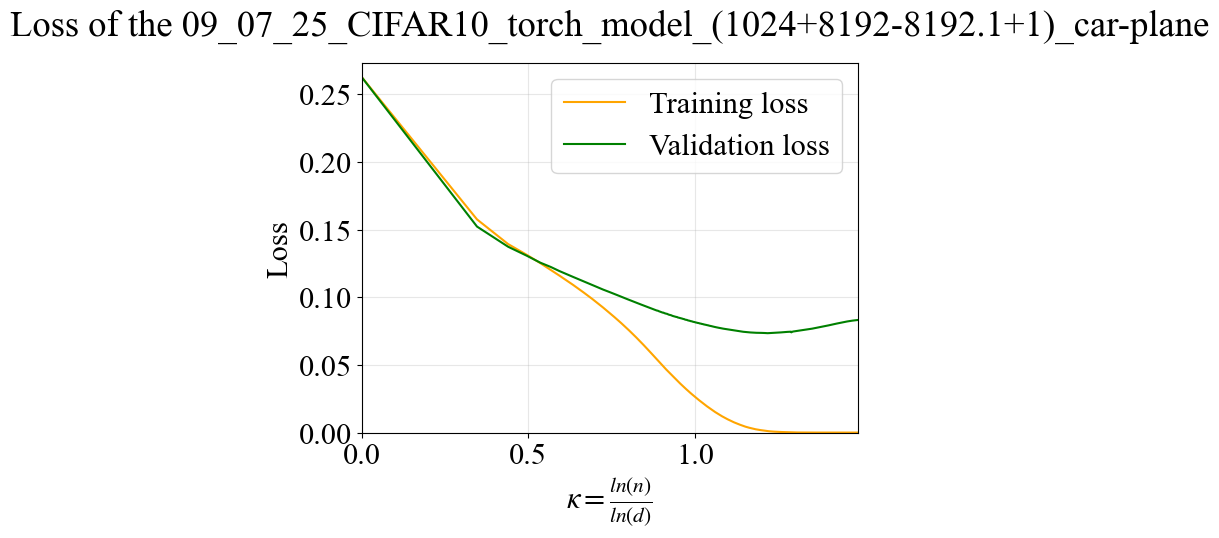 Loss of the 09_07_25_CIFAR10_torch_model_(1024+8192-8192.1+1)_car-plane
Training loss
Validation loss
0.25
0.20
0.15
0.10
0.05
0.00
Loss
0.0 0.5 1.0
κ = ln(n) / ln(d)